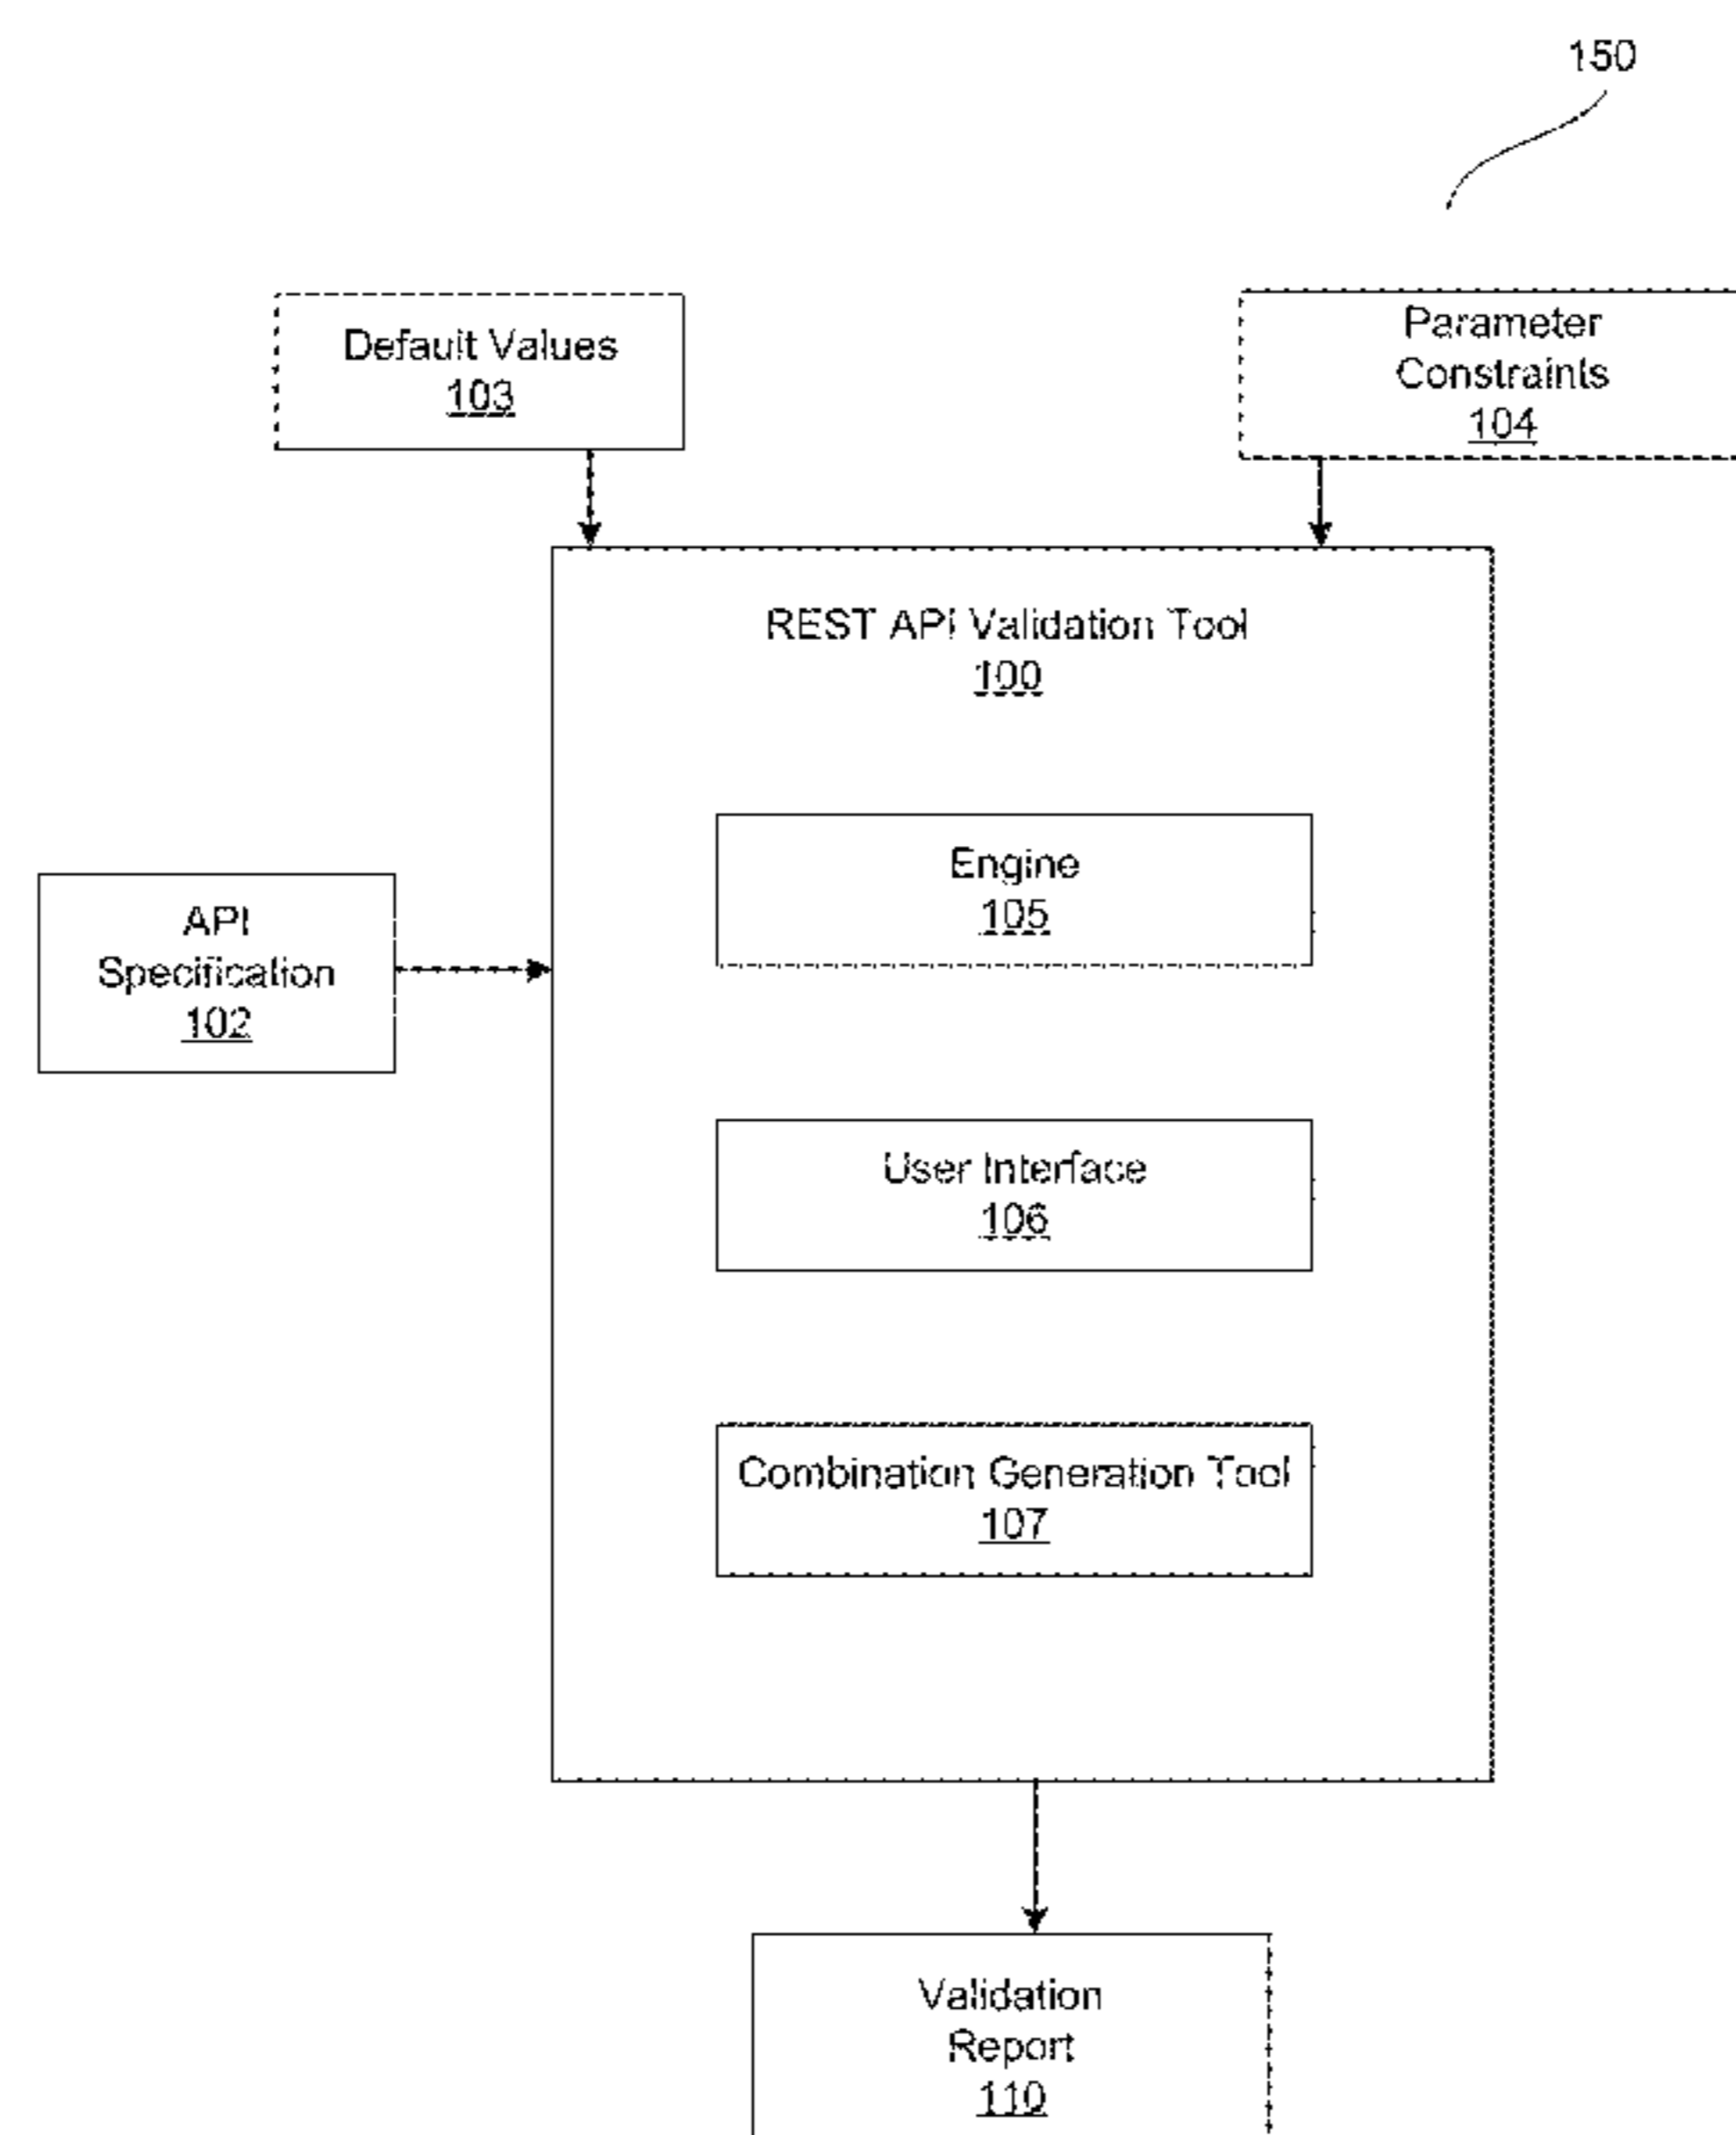 150
Default Values
103
Parameter
Constraints
104
REST API Validation Tool
100
Engine
105
API
Specification
102
User Interface
106
Combination Generation Tool
107
Validation
Report
110